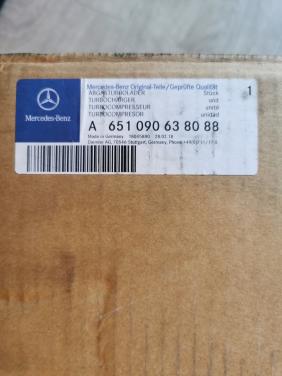 Mercedes-Benz
Mercedes-Benz Original-Teile/Geprüfte Qualität
1
ABGASTURBOLADER Stück
TURBOCHARGER unit
TURBOCOMPRESSEUR unité
TURBOCOMPRESOR unidad
A 651 090 63 80 88
Made in Germany
Daimler AG, 70546 Stuttgart, Germany, Phone